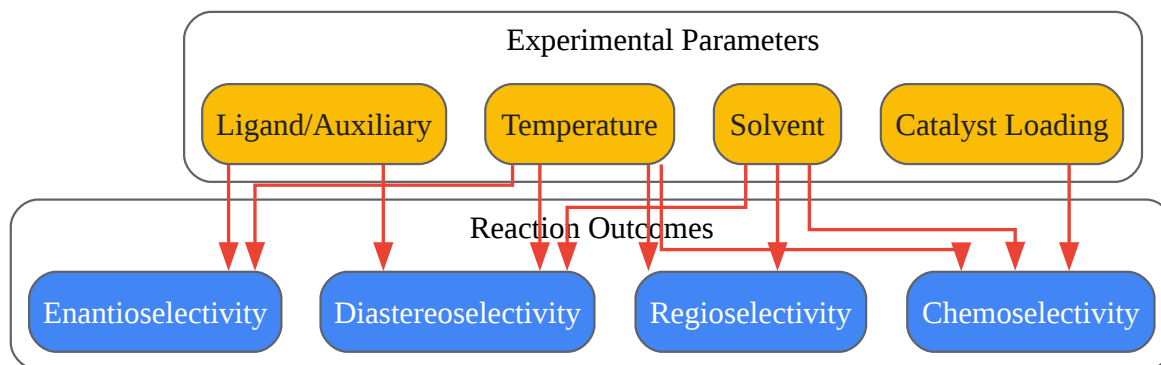 Experimental Parameters
Ligand/Auxiliary
Temperature
Solvent
Catalyst Loading
Reaction Outcomes
Enantioselectivity
Diastereoselectivity
Regioselectivity
Chemoselectivity